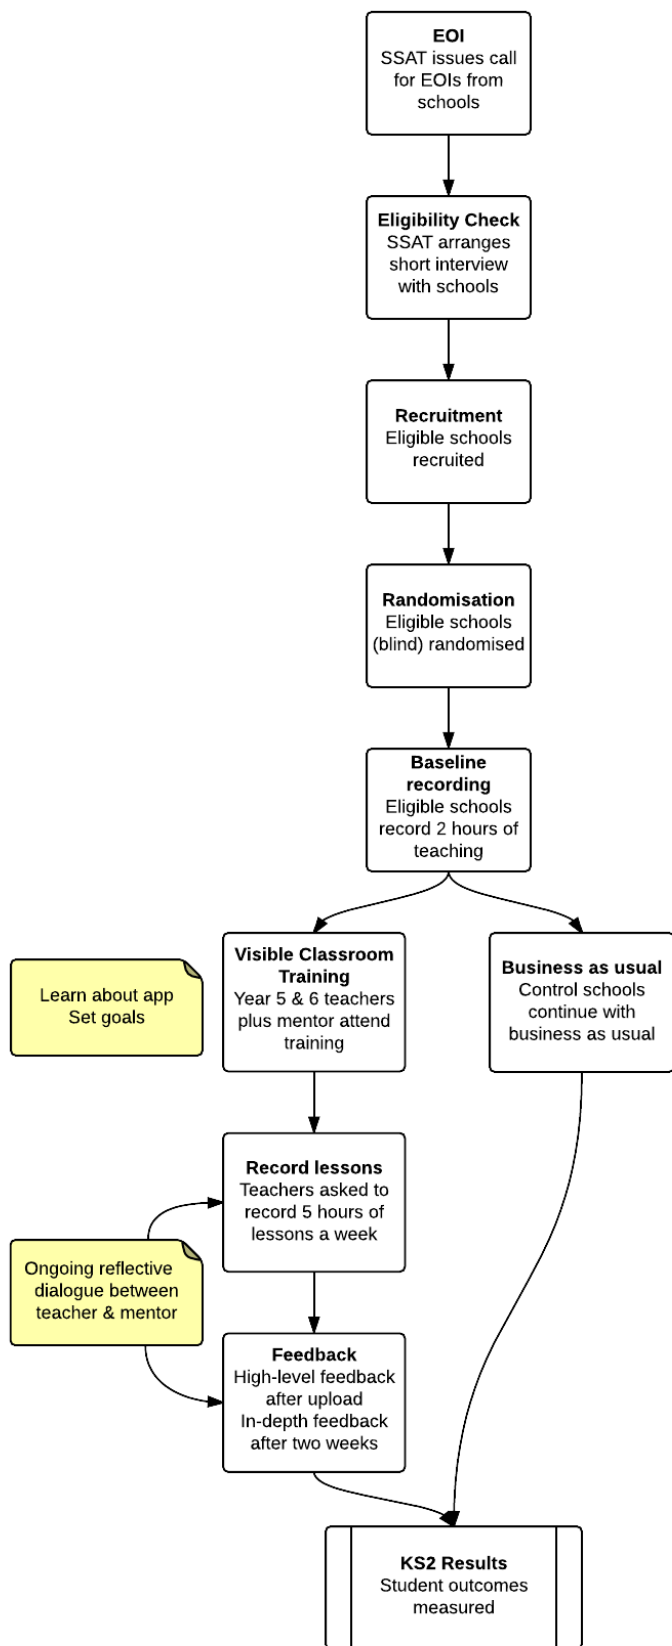 EOI
SSAT issues call
for EOIs from
schools
Eligibility Check
SSAT arranges
short interview
with schools
Recruitment
Eligible schools
recruited
Randomisation
Eligible schools
(blind) randomised
Baseline
recording
Eligible schools
record 2 hours of
teaching
Learn about app
Set goals
Visible Classroom
Training
Year 5 & 6 teachers
plus mentor attend
training
Business as usual
Control schools
continue with
business as usual
Record lessons
Teachers asked to
record 5 hours of
lessons a week
Ongoing reflective
dialogue between
teacher & mentor
Feedback
High-level feedback
after upload
In-depth feedback
after two weeks
KS2 Results
Student outcomes
measured